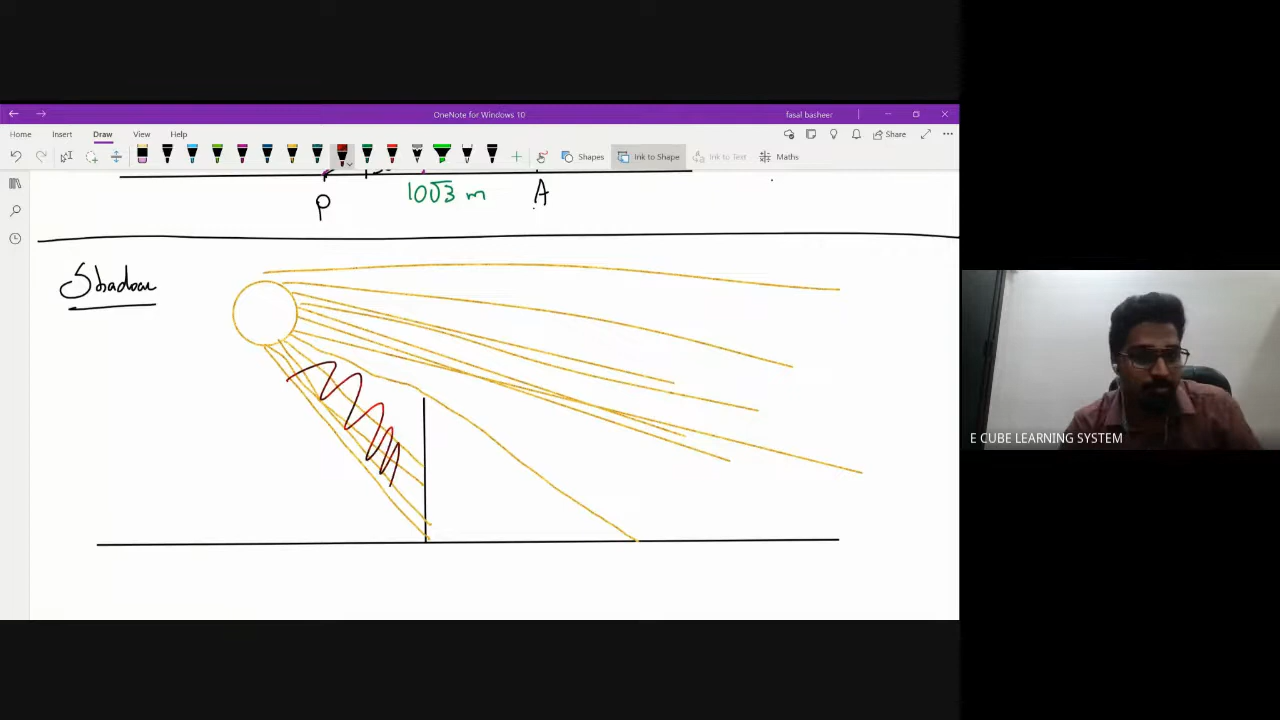 OneNote for Windows 10
fasal basheer
Home Insert Draw View Help
Share
Shapes Ink to Shape Ink to Text Maths
P 10√3 m A
Shadow
E CUBE LEARNING SYSTEM